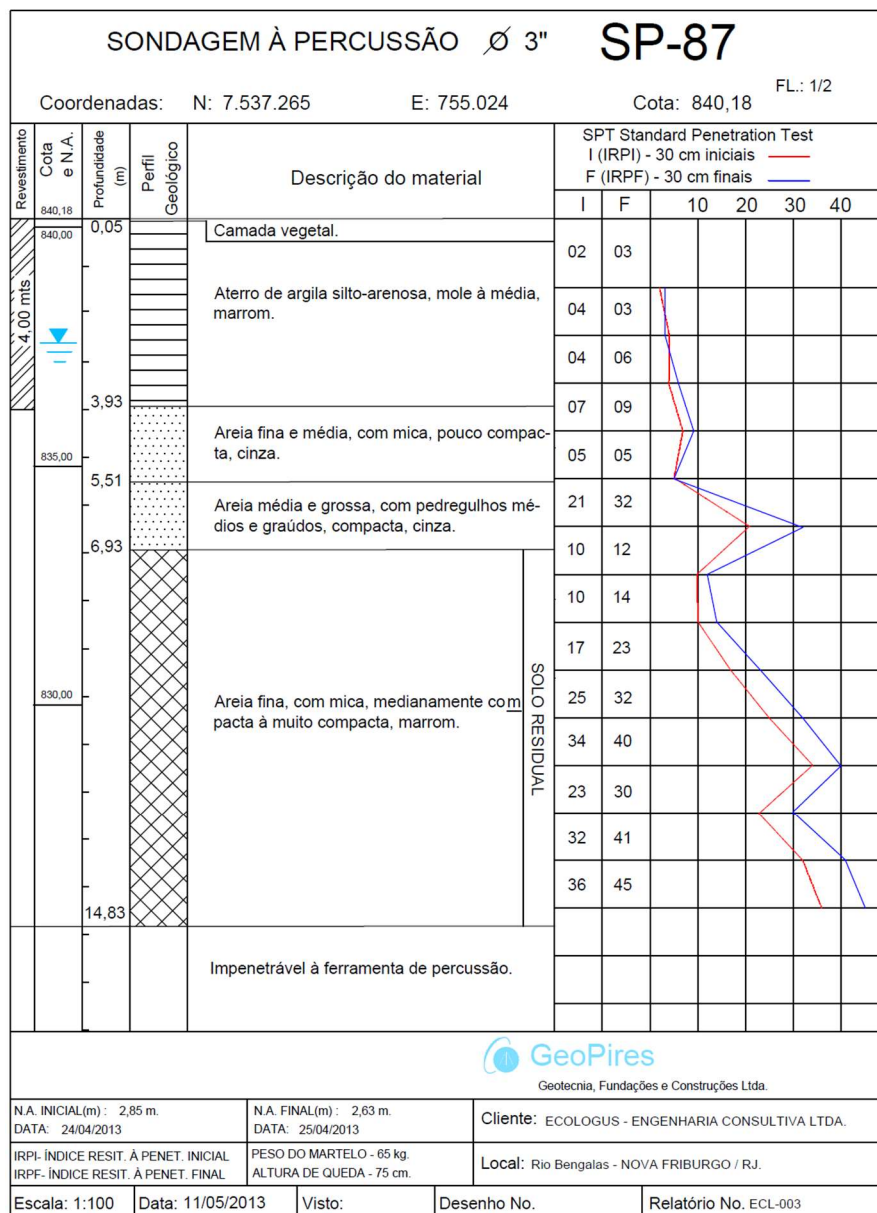 SONDAGEM À PERCUSSÃO Ø 3" SP-87
FL.: 1/2
Coordenadas: N: 7.537.265 E: 755.024 Cota: 840,18
Revestimento
Cota e N.A.
Profundidade (m)
Perfil Geológico
Descrição do material
SPT Standard Penetration Test
I (IRPI) - 30 cm iniciais
F (IRPF) - 30 cm finais
I F 10 20 30 40
840,18
840,00
0,05
Camada vegetal.
02 03
4,00 mts
Aterro de argila silto-arenosa, mole à média,
marrom.
04 03
04 06
3,93
07 09
Areia fina e média, com mica, pouco compac-
ta, cinza.
835,00
05 05
5,51
Areia média e grossa, com pedregulhos mé-
dios e graúdos, compacta, cinza.
21 32
6,93
10 12
10 14
17 23
SOLO RESIDUAL
830,00
Areia fina, com mica, medianamente com
pacta à muito compacta, marrom.
25 32
34 40
23 30
32 41
36 45
14,83
Impenetrável à ferramenta de percussão.
GeoPires
Geotecnia, Fundações e Construções Ltda.
N.A. INICIAL(m) : 2,85 m.
DATA: 24/04/2013
N.A. FINAL(m) : 2,63 m.
DATA: 25/04/2013
Cliente: ECOLOGUS - ENGENHARIA CONSULTIVA LTDA.
IRPI- ÍNDICE RESIT. À PENET. INICIAL
IRPF- ÍNDICE RESIT. À PENET. FINAL
PESO DO MARTELO - 65 kg.
ALTURA DE QUEDA - 75 cm.
Local: Rio Bengalas - NOVA FRIBURGO / RJ.
Escala: 1:100 Data: 11/05/2013 Visto: Desenho No. Relatório No. ECL-003